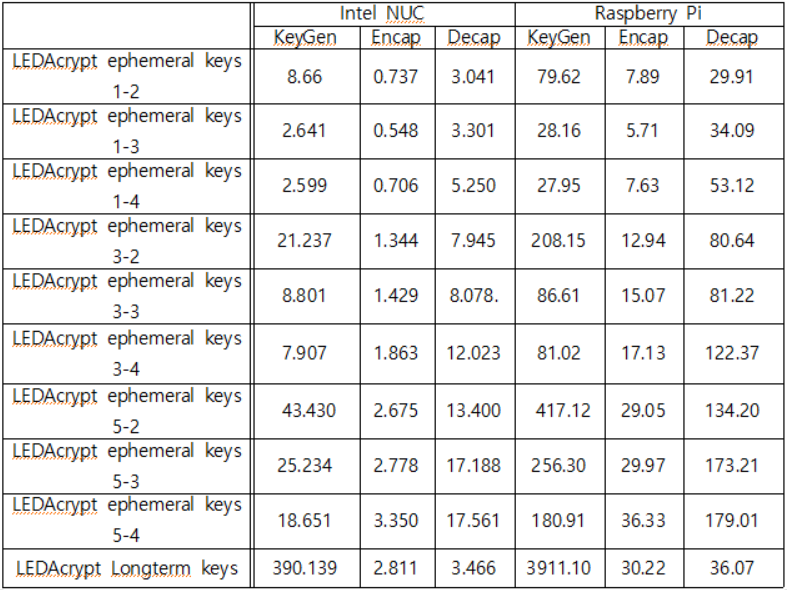 Intel NUC Raspberry Pi
KeyGen Encap Decap KeyGen Encap Decap
LEDAcrypt ephemeral keys
1-2 8.66 0.737 3.041 79.62 7.89 29.91
LEDAcrypt ephemeral keys
1-3 2.641 0.548 3.301 28.16 5.71 34.09
LEDAcrypt ephemeral keys
1-4 2.599 0.706 5.250 27.95 7.63 53.12
LEDAcrypt ephemeral keys
3-2 21.237 1.344 7.945 208.15 12.94 80.64
LEDAcrypt ephemeral keys
3-3 8.801 1.429 8.078. 86.61 15.07 81.22
LEDAcrypt ephemeral keys
3-4 7.907 1.863 12.023 81.02 17.13 122.37
LEDAcrypt ephemeral keys
5-2 43.430 2.675 13.400 417.12 29.05 134.20
LEDAcrypt ephemeral keys
5-3 25.234 2.778 17.188 256.30 29.97 173.21
LEDAcrypt ephemeral keys
5-4 18.651 3.350 17.561 180.91 36.33 179.01
LEDAcrypt Longterm keys 390.139 2.811 3.466 3911.10 30.22 36.07